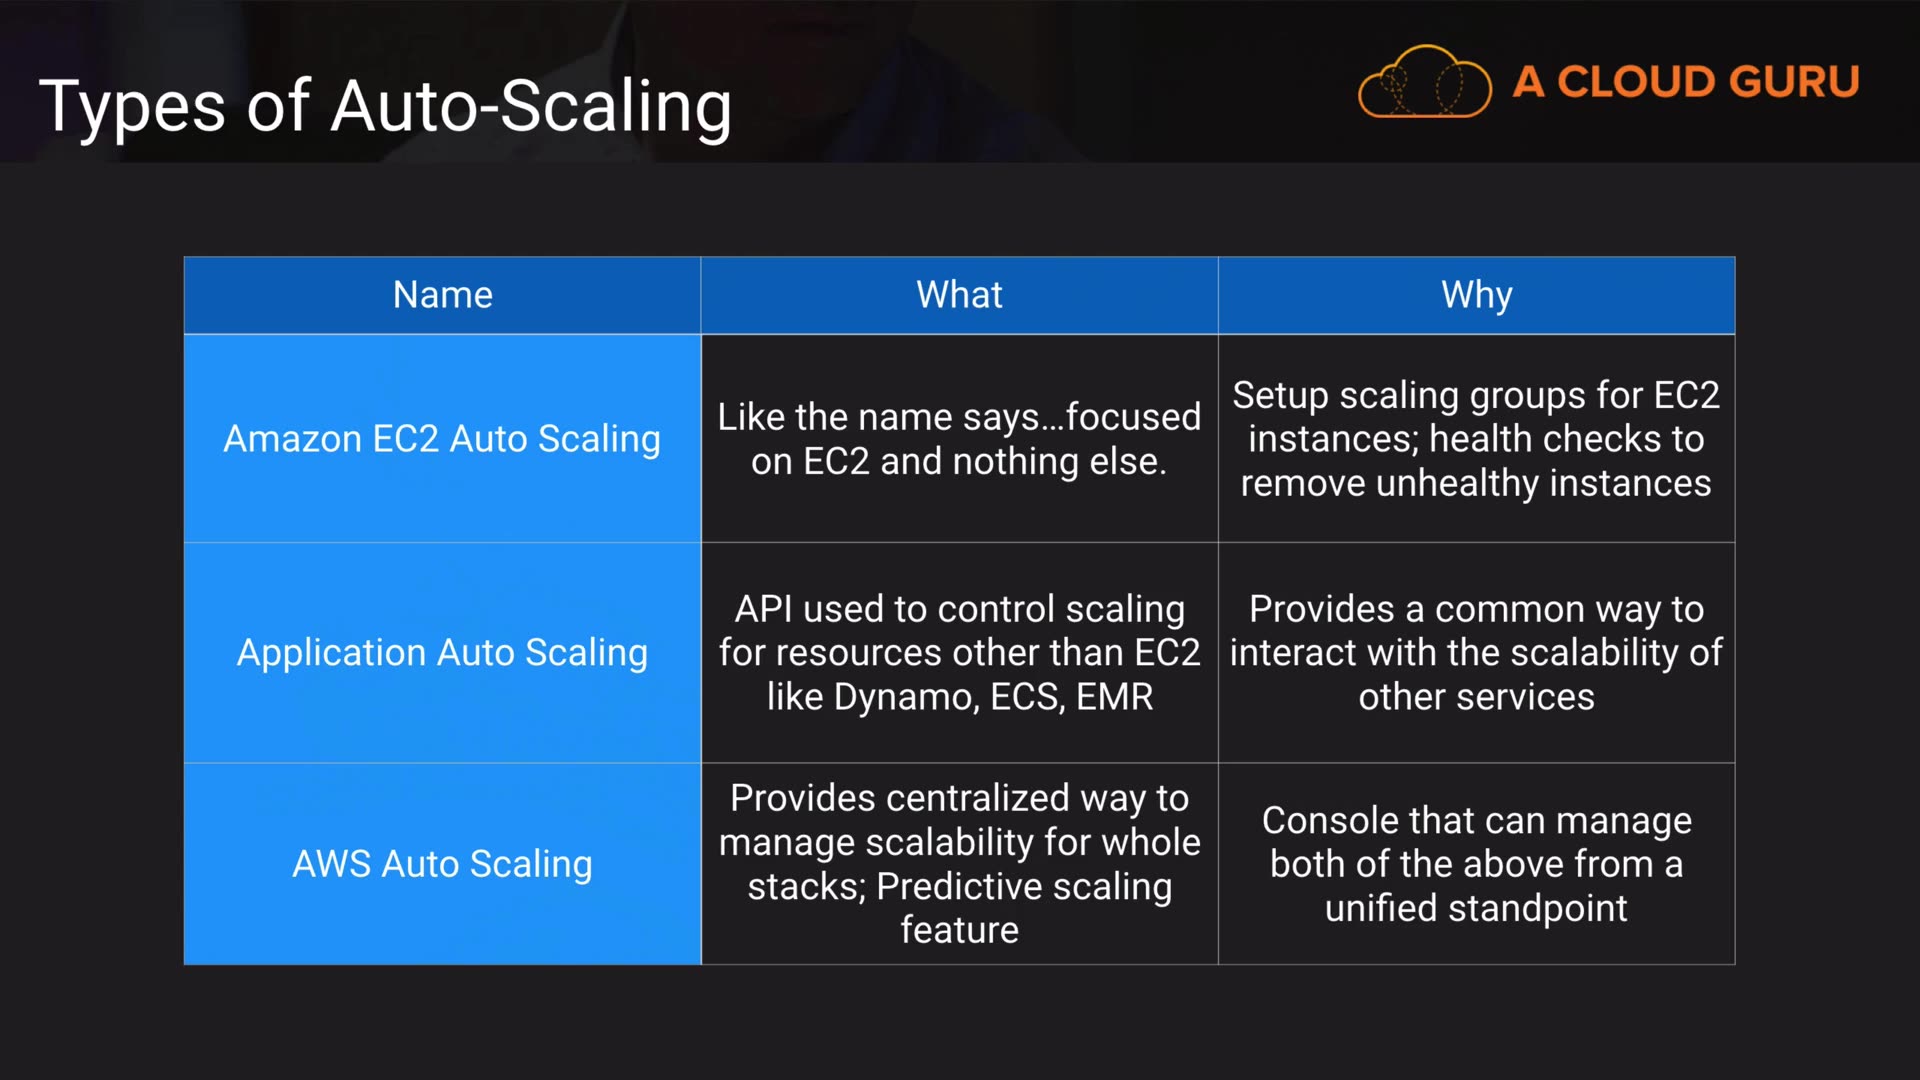 Types of Auto-Scaling
A CLOUD GURU
Name
What
Why
Amazon EC2 Auto Scaling
Like the name says...focused
on EC2 and nothing else.
Setup scaling groups for EC2
instances; health checks to
remove unhealthy instances
Application Auto Scaling
API used to control scaling
for resources other than EC2
like Dynamo, ECS, EMR
Provides a common way to
interact with the scalability of
other services
AWS Auto Scaling
Provides centralized way to
manage scalability for whole
stacks; Predictive scaling
feature
Console that can manage
both of the above from a
unified standpoint